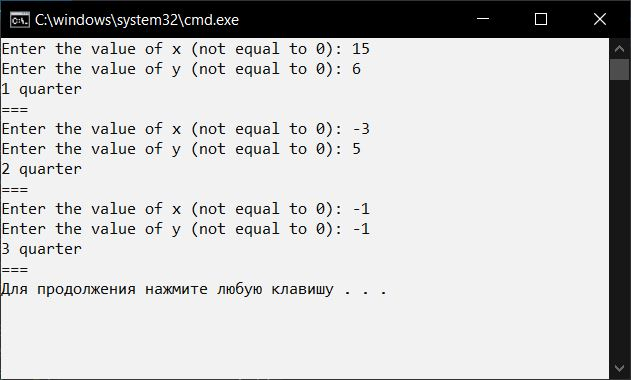 C:\windows\system32\cmd.exe
Enter the value of x (not equal to 0): 15
Enter the value of y (not equal to 0): 6
1 quarter
===
Enter the value of x (not equal to 0): -3
Enter the value of y (not equal to 0): 5
2 quarter
===
Enter the value of x (not equal to 0): -1
Enter the value of y (not equal to 0): -1
3 quarter
===
Для продолжения нажмите любую клавишу . . .